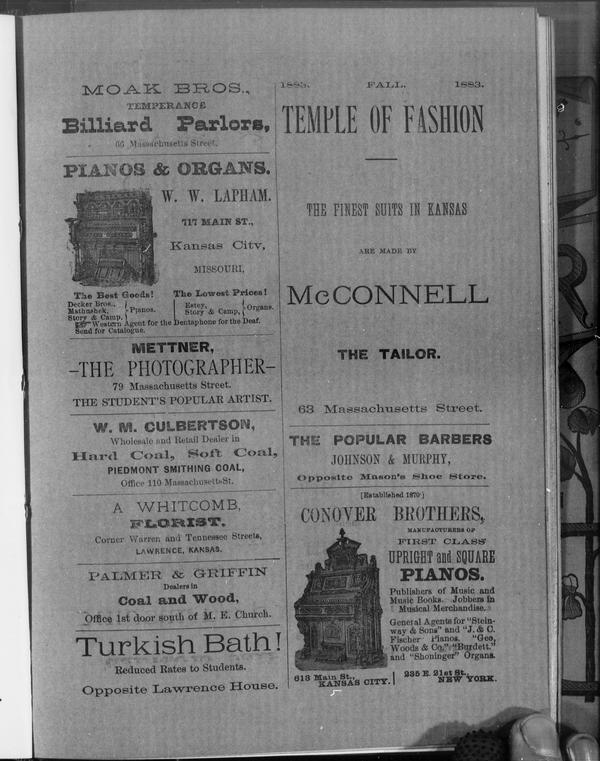 MOAK BROS.,
TEMPERANCE
Billiard Parlors,
66 Massachusetts Street.
PIANOS & ORGANS.
W. W. LAPHAM.
717 MAIN ST.,
Kansas City,
MISSOURI,
The Best Goods! The Lowest Prices!
Decker Bros.,
Mathushek,
Story & Camp,
Pianos.
Estey,
Story & Camp,
Organs.
Western Agent for the Dentaphone for the Deaf.
Send for Catalogue.
METTNER,
-THE PHOTOGRAPHER-
79 Massachusetts Street.
THE STUDENT'S POPULAR ARTIST.
W. M. CULBERTSON,
Wholesale and Retail Dealer in
Hard Coal, Soft Coal,
PIEDMONT SMITHING COAL,
Office 110 Massachusetts St.
A WHITCOMB,
FLORIST.
Corner Warren and Tennessee Streets,
LAWRENCE, KANSAS.
PALMER & GRIFFIN
Dealers in
Coal and Wood,
Office 1st door south of M. E. Church.
Turkish Bath!
Reduced Rates to Students.
Opposite Lawrence House.
1883. FALL. 1883.
TEMPLE OF FASHION
THE FINEST SUITS IN KANSAS
ARE MADE BY
McCONNELL
THE TAILOR.
63 Massachusetts Street.
THE POPULAR BARBERS
JOHNSON & MURPHY,
Opposite Mason's Shoe Store.
[Established 1870]
CONOVER BROTHERS,
MANUFACTURERS OF
FIRST CLASS
UPRIGHT and SQUARE
PIANOS.
Publishers of Music and
Music Books. Jobbers in
Musical Merchandise.
General Agents for "Stein-
way & Sons" and "J. & C.
Fischer Pianos. "Geo,
Woods & Co," "Burdett."
and "Shoninger" Organs.
613 Main St.,
KANSAS CITY.
235 E. 21st St.,
NEW YORK.